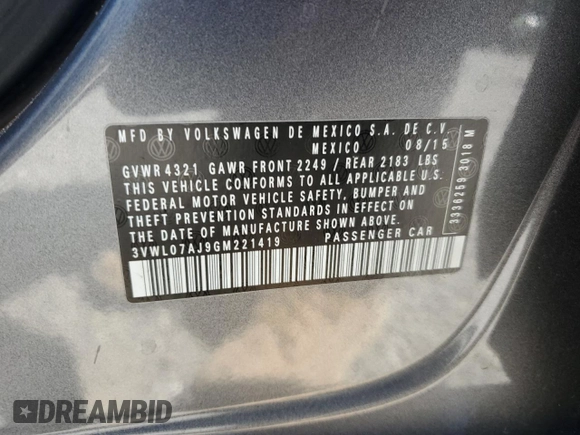 MFD BY VOLKSWAGEN DE MEXICO S.A. DE C.V.
MEXICO 08/15
GVWR 4321 GAWR FRONT 2249 / REAR 2183 LBS
THIS VEHICLE CONFORMS TO ALL APPLICABLE U.S.
FEDERAL MOTOR VEHICLE SAFETY, BUMPER AND
THEFT PREVENTION STANDARDS IN EFFECT ON
THE DATE OF MANUFACTURE SHOWN ABOVE.
3VWL07AJ9GM221419 PASSENGER CAR
3336259 3018 M
DREAMBID